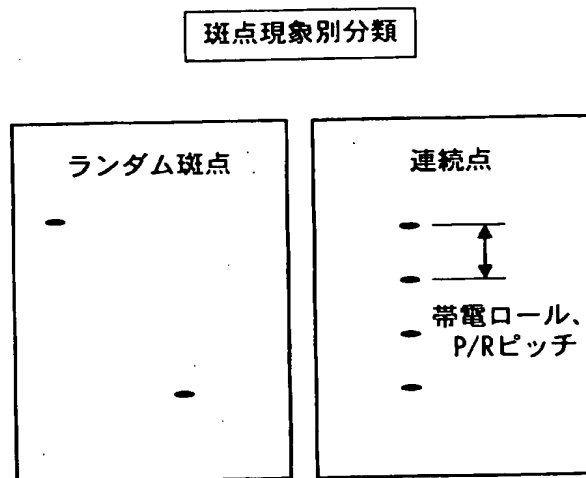 斑点現象別分類
ランダム斑点
連続点
帯電ロール、
P/Rピッチ